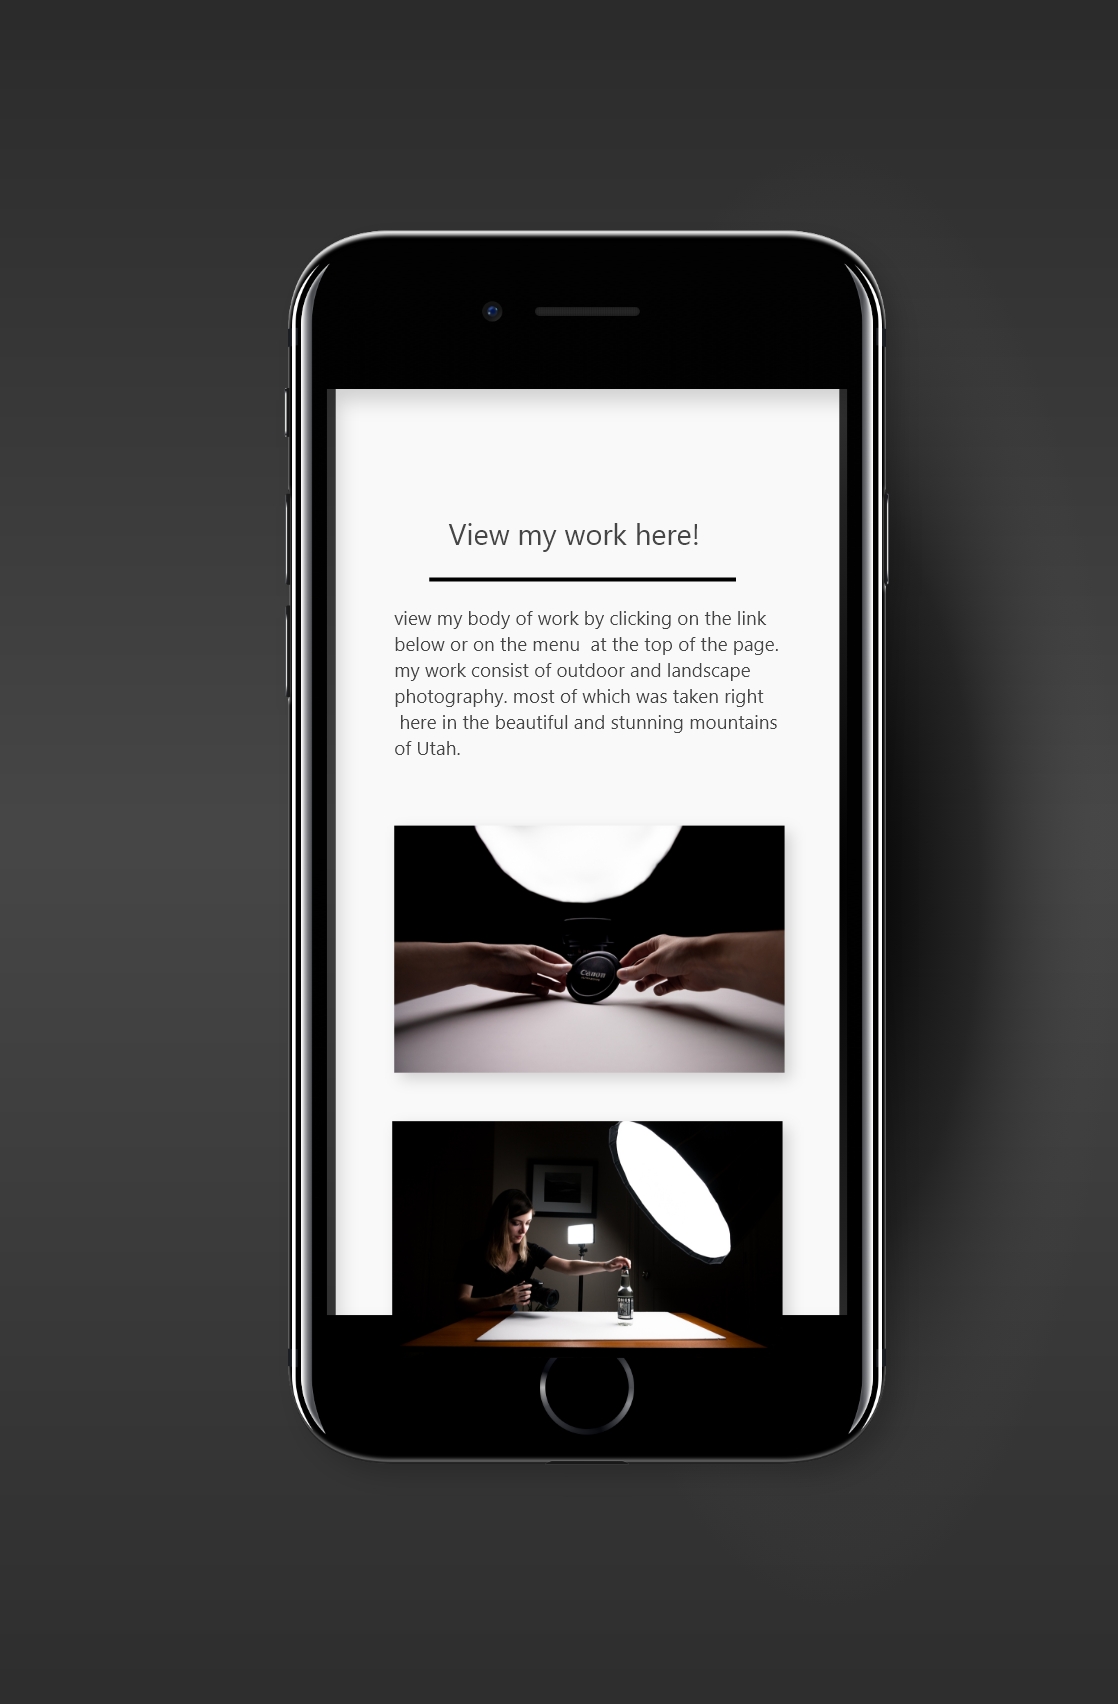 View my work here!
view my body of work by clicking on the link
below or on the menu  at the top of the page.
my work consist of outdoor and landscape
photography. most of which was taken right
here in the beautiful and stunning mountains
of Utah.
Canon